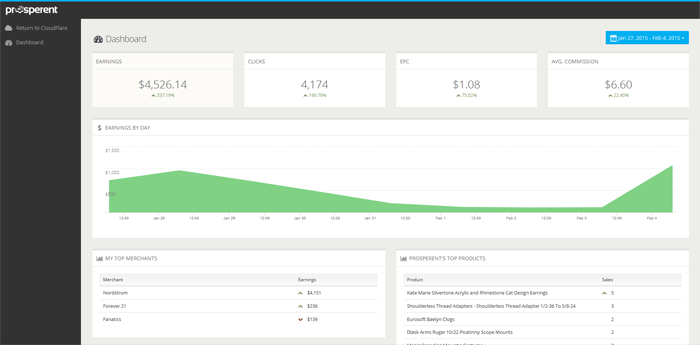 prosperent
Return to CloudFlare
Dashboard
Dashboard
Jan 27, 2015 - Feb 4, 2015
EARNINGS
$4,526.14
337.19%
CLICKS
4,174
149.79%
EPC
$1.08
75.02%
AVG. COMMISSION
$6.60
22.45%
$ EARNINGS BY DAY
$1,500
$1,000
$500
12:00 Jan 28 12:00 Jan 29 12:00 Jan 30 12:00 Jan 31 12:00 Feb 1 12:00 Feb 2 12:00 Feb 3 12:00 Feb 4
MY TOP MERCHANTS
Merchant Earnings
Nordstrom $4,151
Forever 21 $236
Fanatics $139
PROSPERENT'S TOP PRODUCTS
Product Sales
Kate Marie Silvertone Acrylic and Rhinestone Cat Design Earrings 5
Shoulderless Thread Adapters - Shoulderless Thread Adapter 1/2-36 To 5/8-24 3
Eurosoft Baelyn Clogs 2
Dlask Arms Ruger 10/22 Picatinny Scope Mounts 2